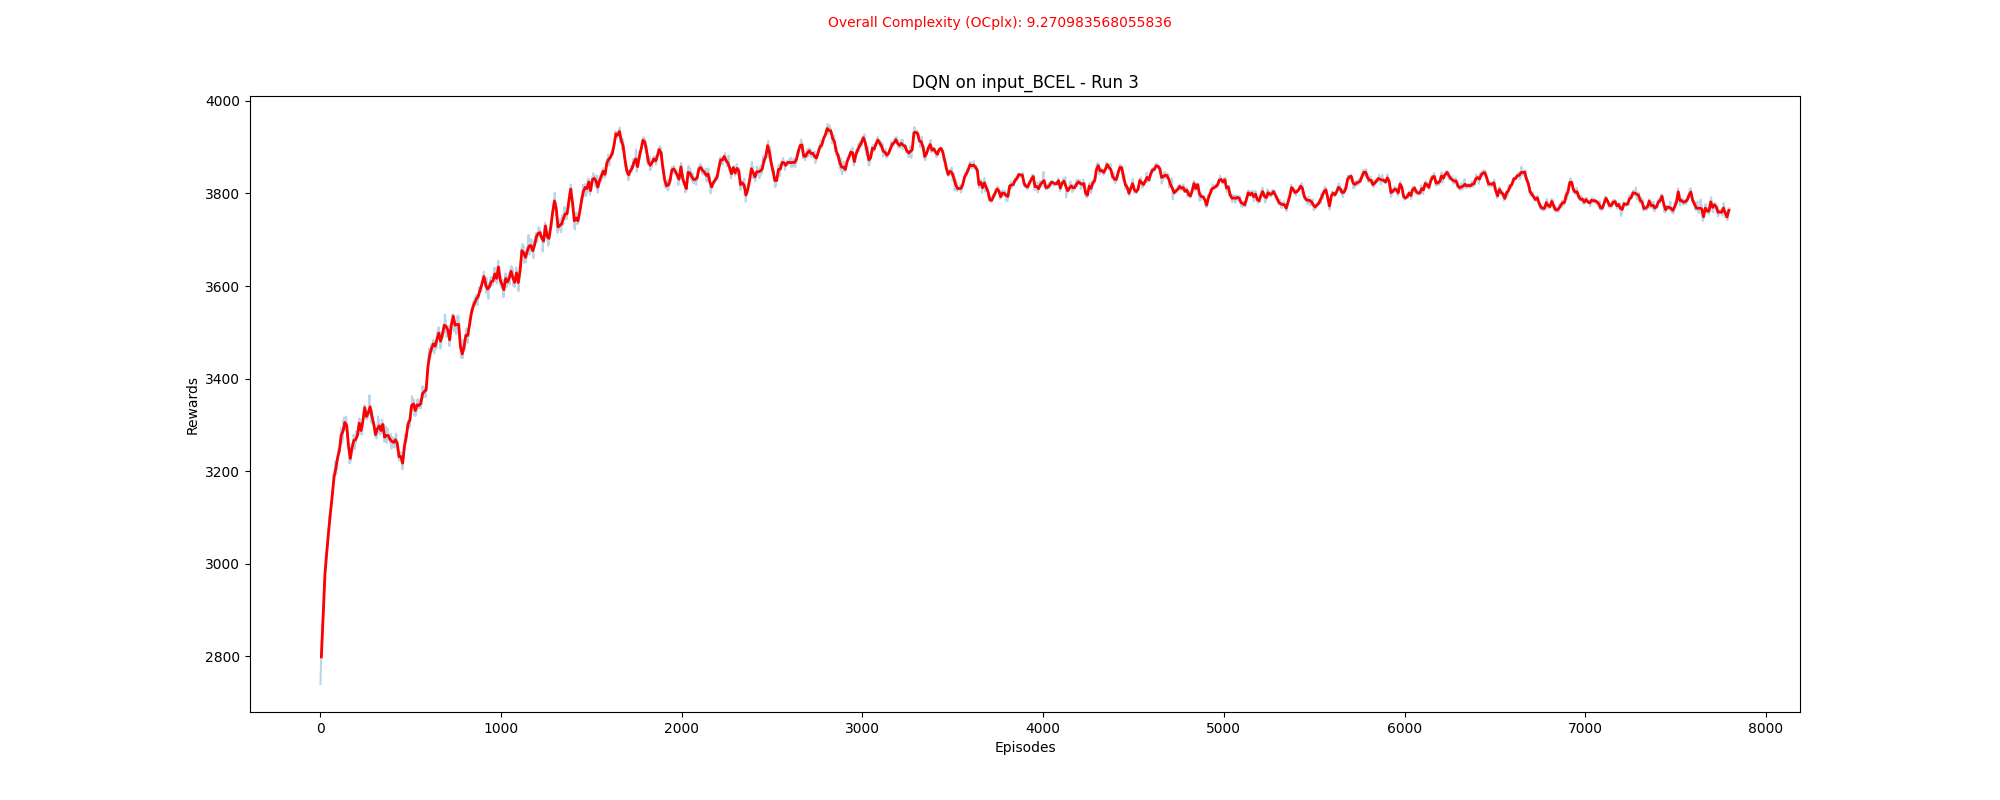 Overall Complexity (OCplx): 9.270983568055836
DQN on input_BCEL - Run 3
4000
3800
3600
3400
3200
3000
2800
Rewards
0 1000 2000 3000 4000 5000 6000 7000 8000
Episodes